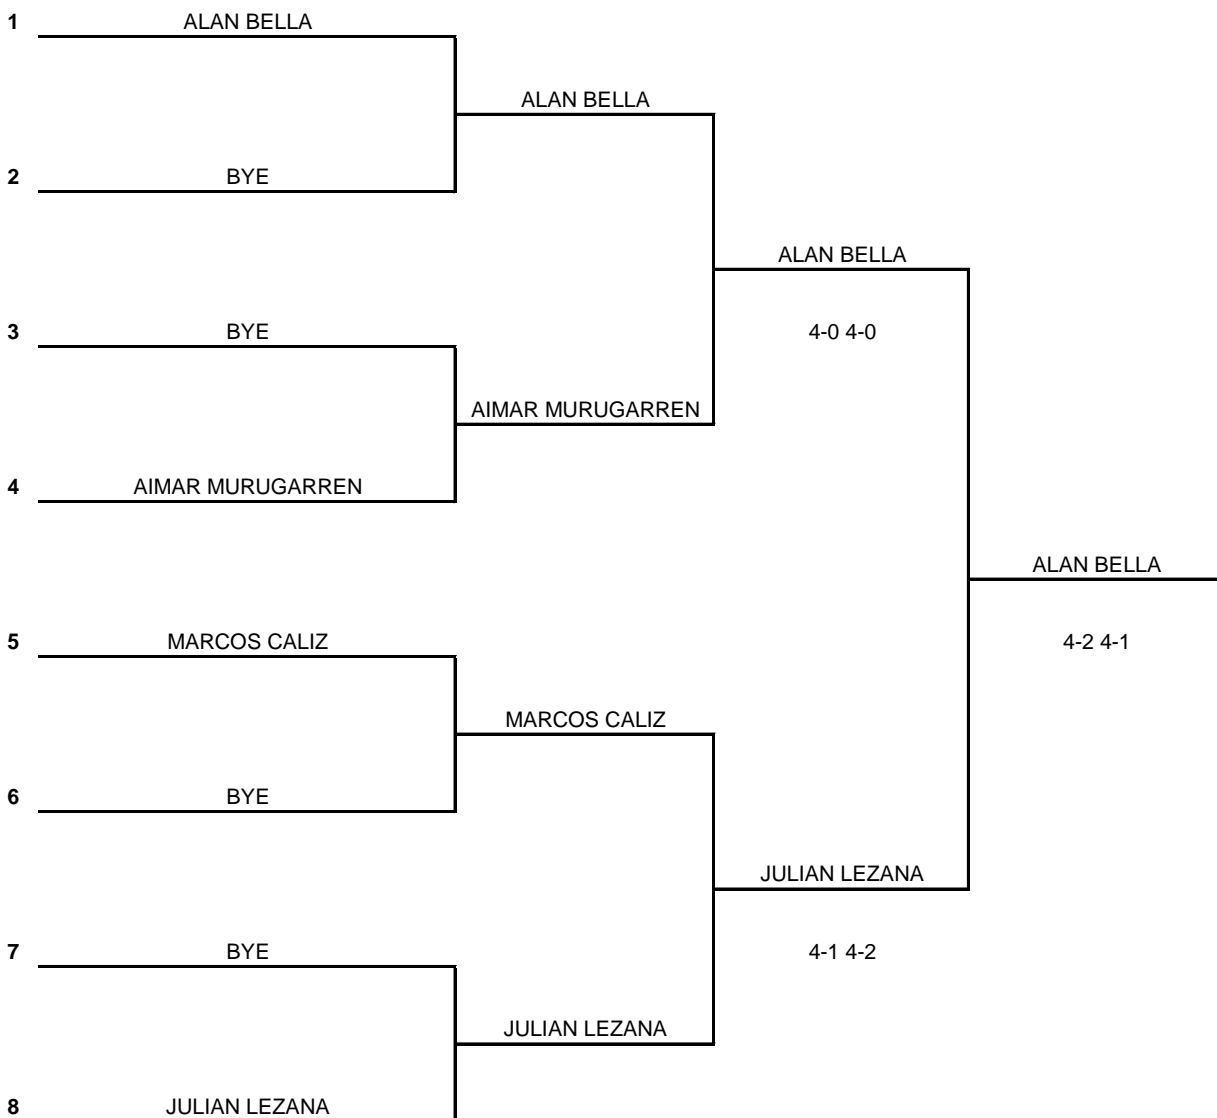 1 ALAN BELLA
ALAN BELLA
2 BYE
ALAN BELLA
3 BYE 4-0 4-0
AIMAR MURUGARREN
4 AIMAR MURUGARREN
ALAN BELLA
5 MARCOS CALIZ 4-2 4-1
MARCOS CALIZ
6 BYE
JULIAN LEZANA
7 BYE 4-1 4-2
JULIAN LEZANA
8 JULIAN LEZANA